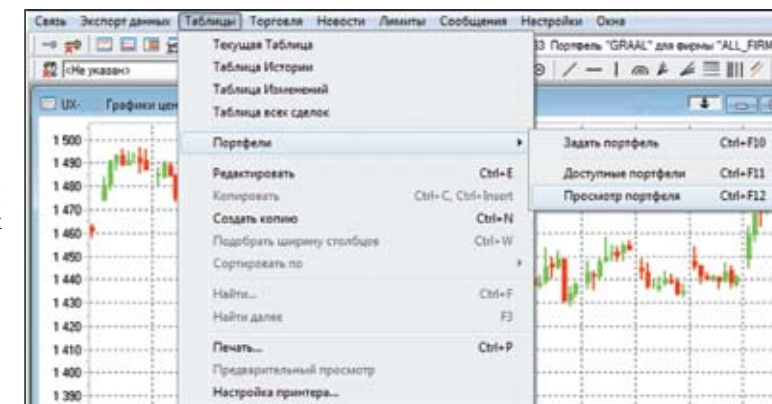 Связь Экспорт данных Таблицы Торговля Новости Лимиты Сообщения Настройки Окна
Портфель "GRAAL" для фирмы "ALL_FIRM
<Не указан>
Текущая Таблица
Таблица Истории
Таблица Изменений
Таблица всех сделок
Портфели
Задать портфель Ctrl+F10
Доступные портфели Ctrl+F11
Просмотр портфеля Ctrl+F12
Редактировать Ctrl+E
Копировать Ctrl+C, Ctrl+Insert
Создать копию Ctrl+N
Подобрать ширину столбцов Ctrl+W
Сортировать по
Найти... Ctrl+F
Найти далее F3
Печать... Ctrl+P
Предварительный просмотр
Настройка принтера...
UX- Графики цен
1 500
1 490
1 480
1 470
1 460
1 450
1 440
1 430
1 420
1 410
1 400
1 390